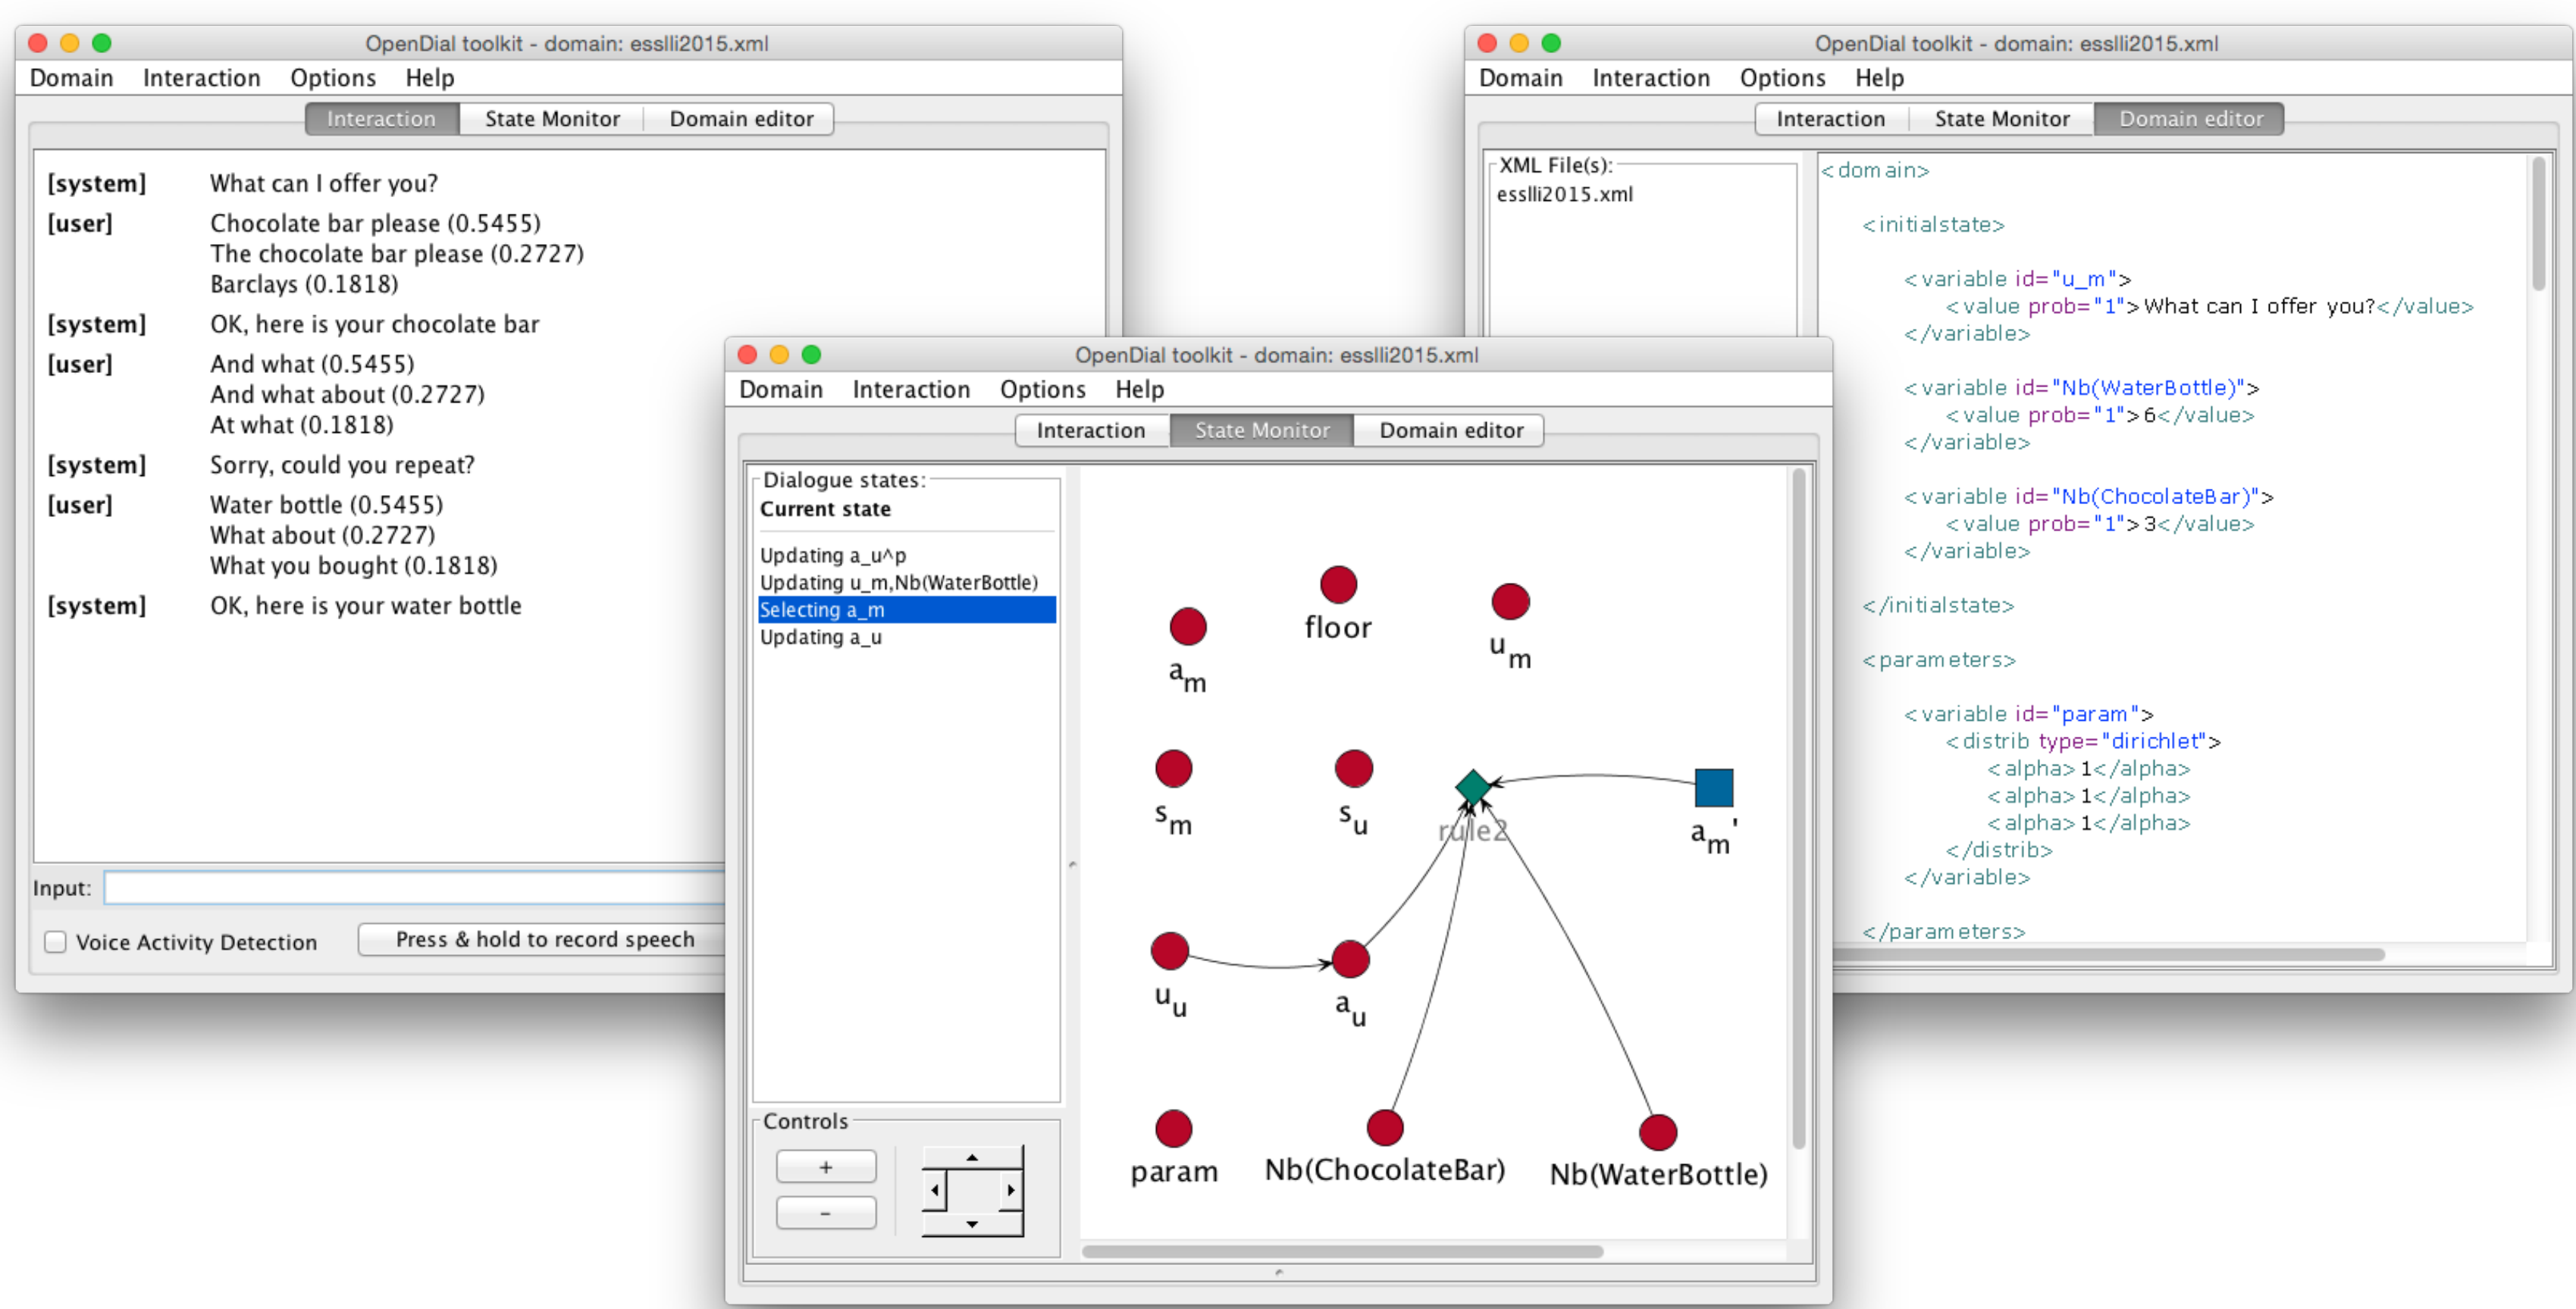 OpenDial toolkit - domain: esslli2015.xml
Domain Interaction Options Help
Interaction State Monitor Domain editor
[system] What can I offer you?
[user] Chocolate bar please (0.5455)
The chocolate bar please (0.2727)
Barclays (0.1818)
[system] OK, here is your chocolate bar
[user] And what (0.5455)
And what about (0.2727)
At what (0.1818)
[system] Sorry, could you repeat?
[user] Water bottle (0.5455)
What about (0.2727)
What you bought (0.1818)
[system] OK, here is your water bottle
Input:
Voice Activity Detection Press & hold to record speech
OpenDial toolkit - domain: esslli2015.xml
Domain Interaction Options Help
Interaction State Monitor Domain editor
Dialogue states:
Current state
Updating a_u^p
Updating u_m,Nb(WaterBottle)
Selecting a_m
Updating a_u
Controls
+
-
floor
a_m
u_m
s_m
s_u
rule2
a_m'
u_u
a_u
param
Nb(ChocolateBar)
Nb(WaterBottle)
OpenDial toolkit - domain: esslli2015.xml
Domain Interaction Options Help
Interaction State Monitor Domain editor
XML File(s):
esslli2015.xml
<domain>
<initialstate>
<variable id="u_m">
<value prob="1">What can I offer you?</value>
</variable>
<variable id="Nb(WaterBottle)">
<value prob="1">6</value>
</variable>
<variable id="Nb(ChocolateBar)">
<value prob="1">3</value>
</variable>
</initialstate>
<parameters>
<variable id="param">
<distrib type="dirichlet">
<alpha>1</alpha>
<alpha>1</alpha>
<alpha>1</alpha>
</distrib>
</variable>
</parameters>